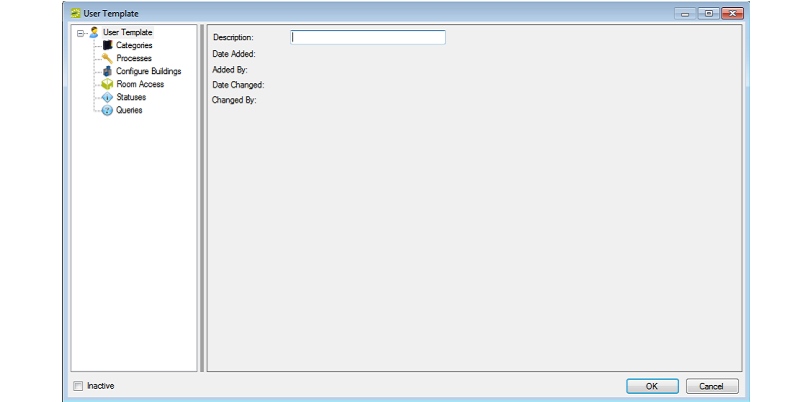 User Template
User Template
Categories
Processes
Configure Buildings
Room Access
Statuses
Queries
Description:
Date Added:
Added By:
Date Changed:
Changed By:
Inactive
OK
Cancel